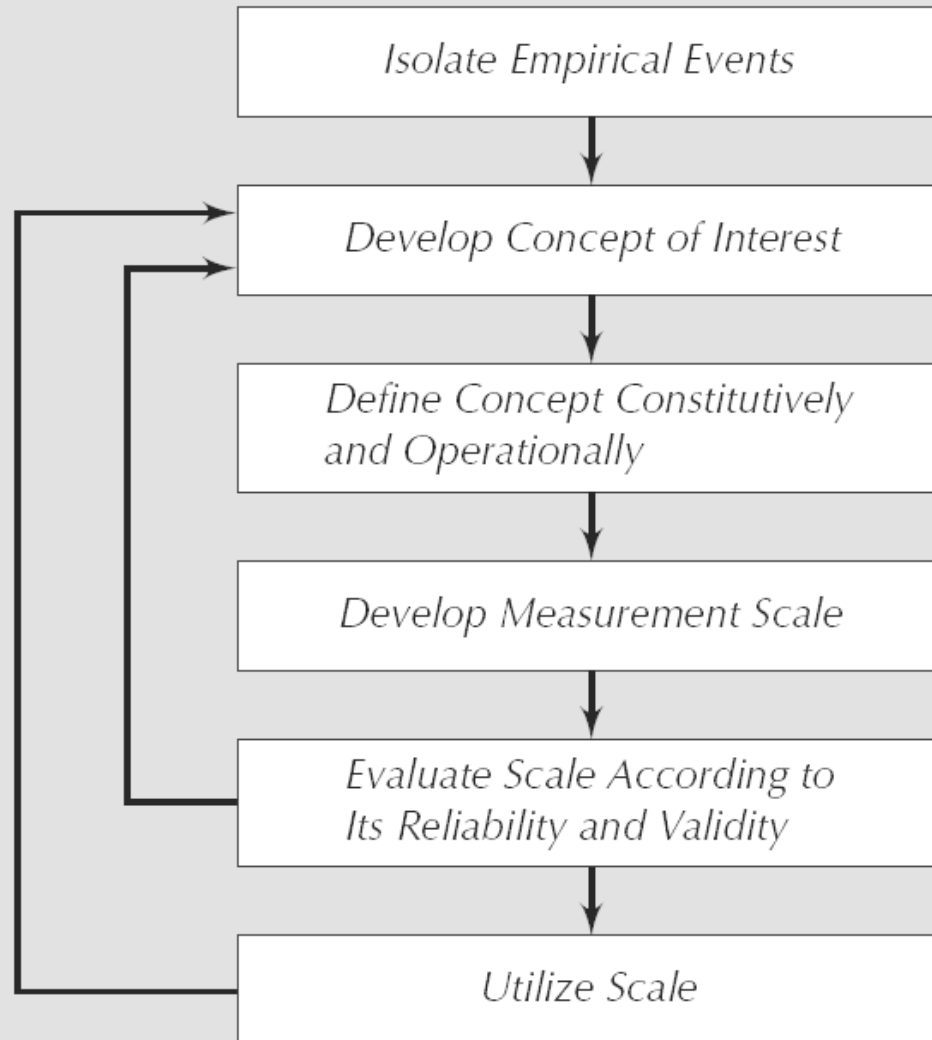 Isolate Empirical Events
Develop Concept of Interest
Define Concept Constitutively
and Operationally
Develop Measurement Scale
Evaluate Scale According to
Its Reliability and Validity
Utilize Scale